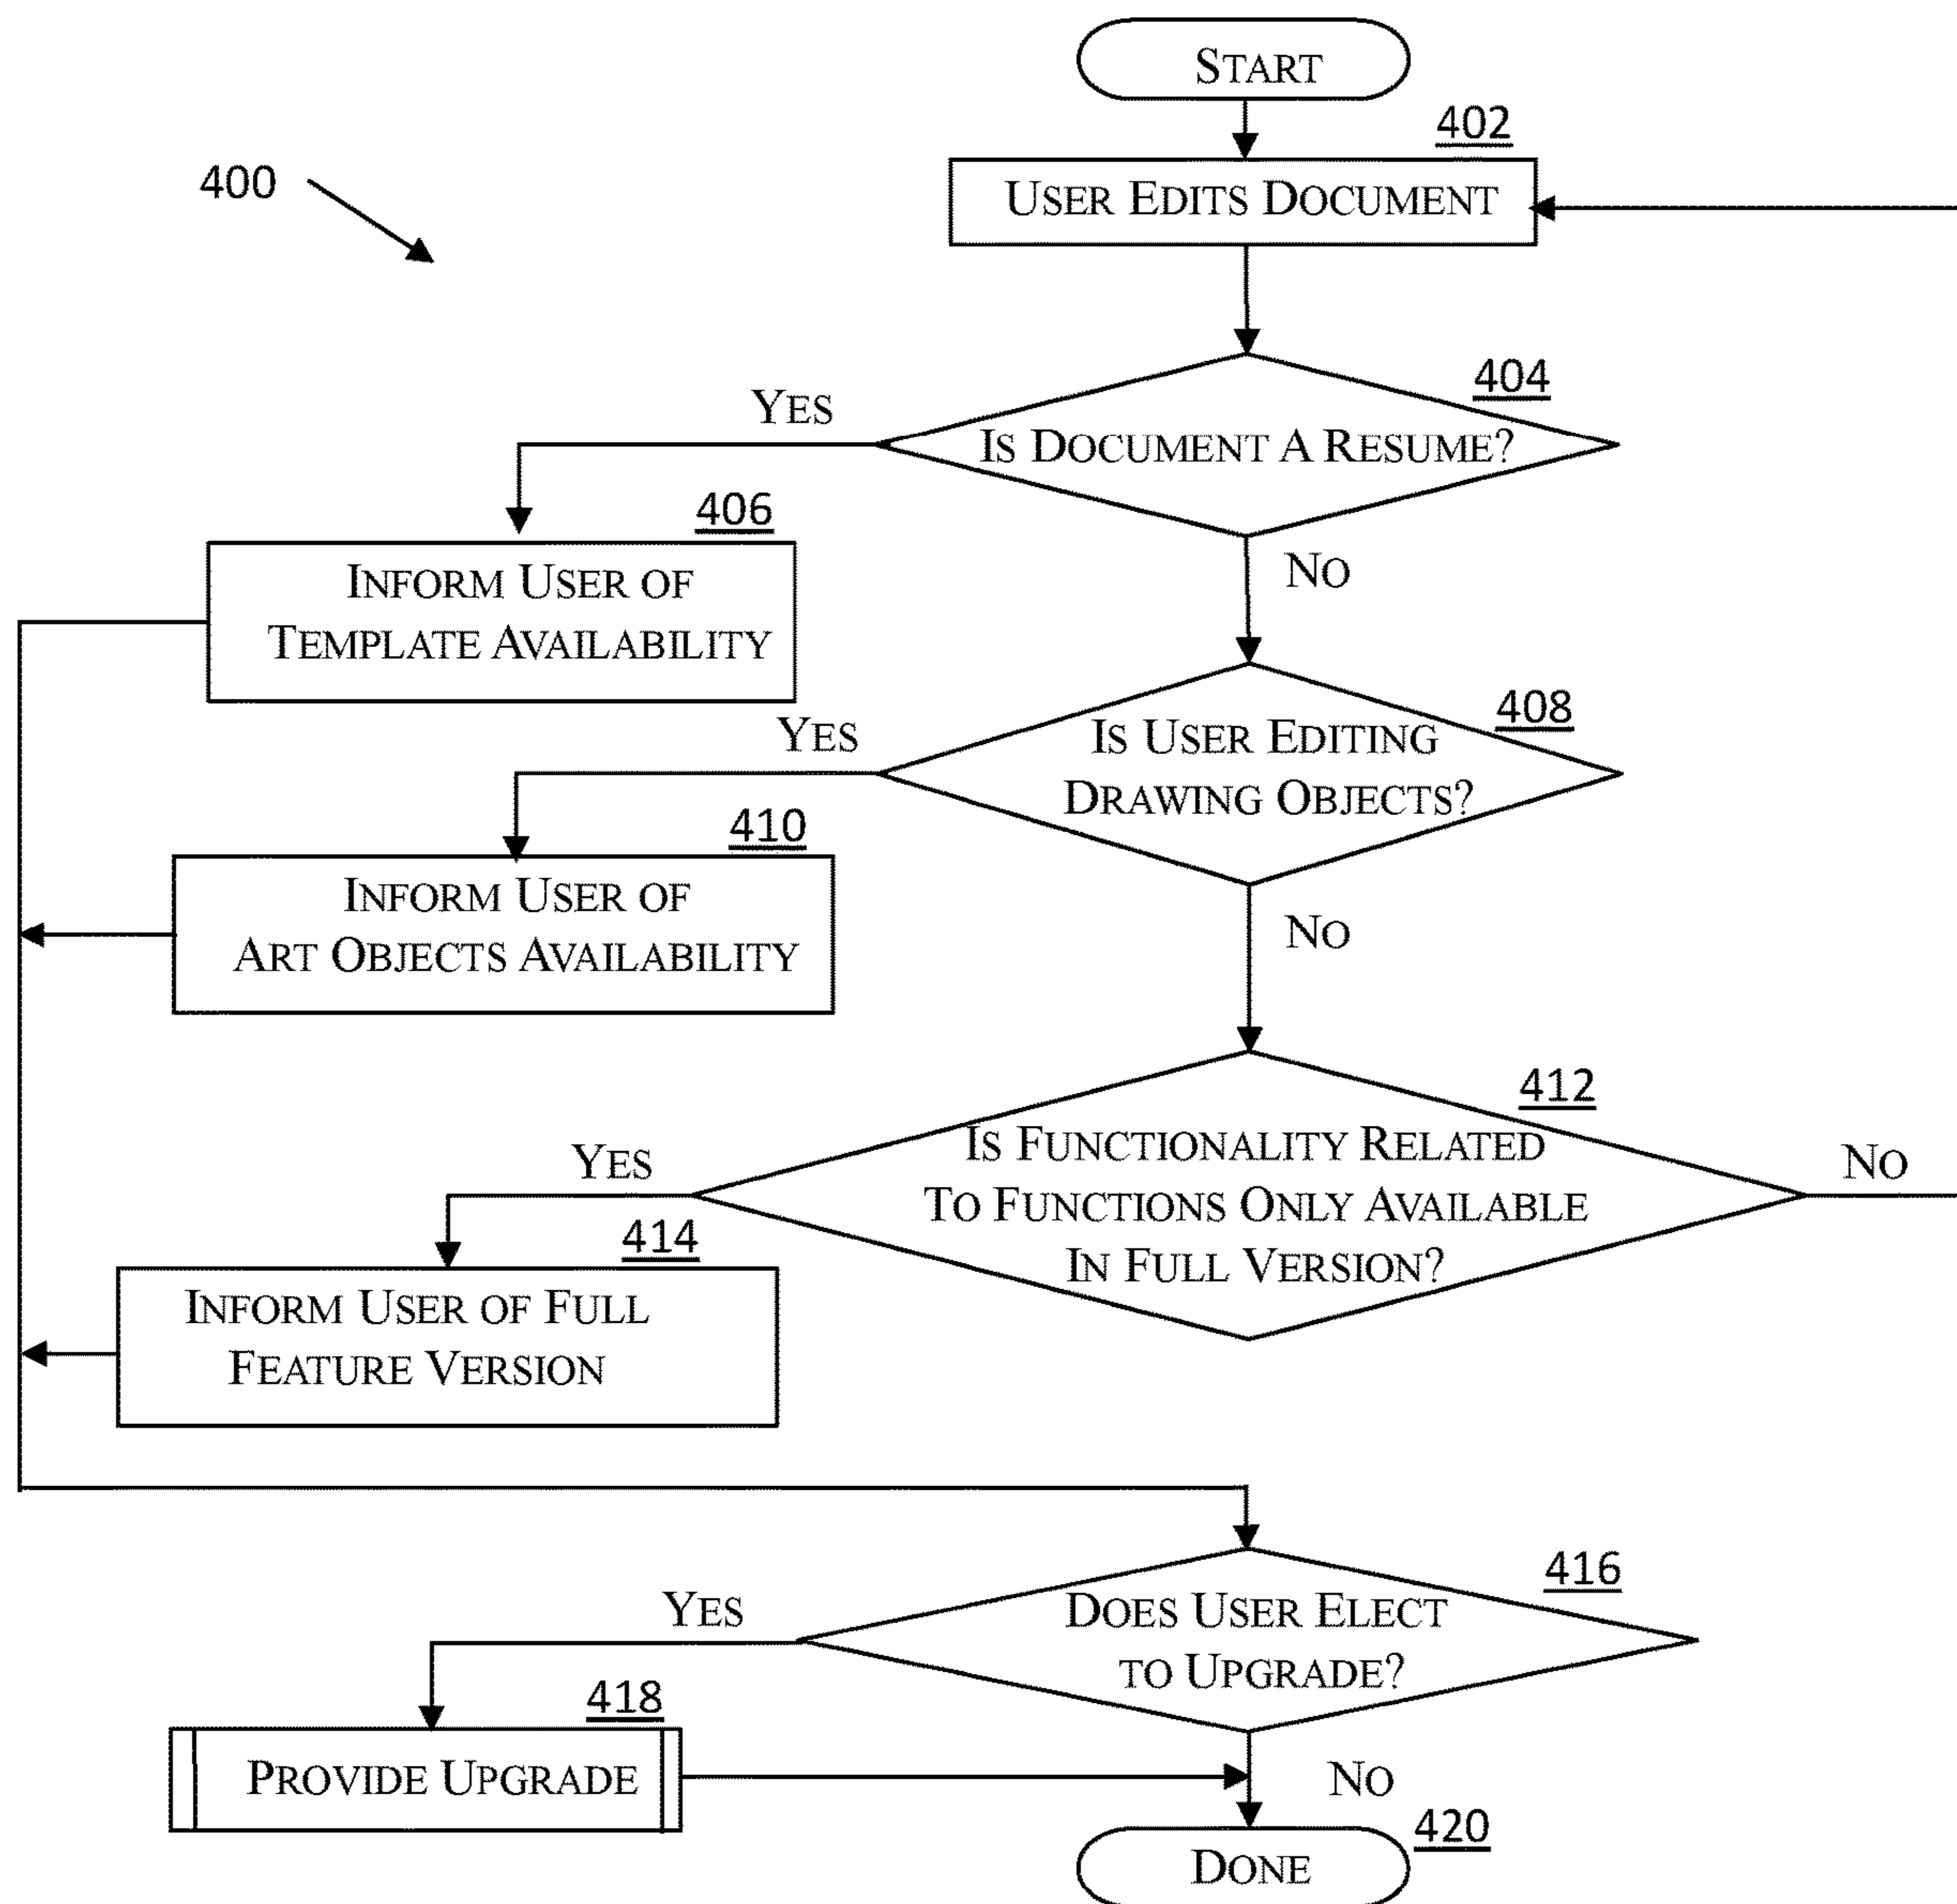 START
402
USER EDITS DOCUMENT
400
404
YES
IS DOCUMENT A RESUME?
406
NO
INFORM USER OF
TEMPLATE AVAILABILITY
408
YES
IS USER EDITING
DRAWING OBJECTS?
410
INFORM USER OF
ART OBJECTS AVAILABILITY
NO
412
YES
IS FUNCTIONALITY RELATED
TO FUNCTIONS ONLY AVAILABLE
IN FULL VERSION?
NO
414
INFORM USER OF FULL
FEATURE VERSION
416
YES
DOES USER ELECT
TO UPGRADE?
418
PROVIDE UPGRADE
NO
420
DONE